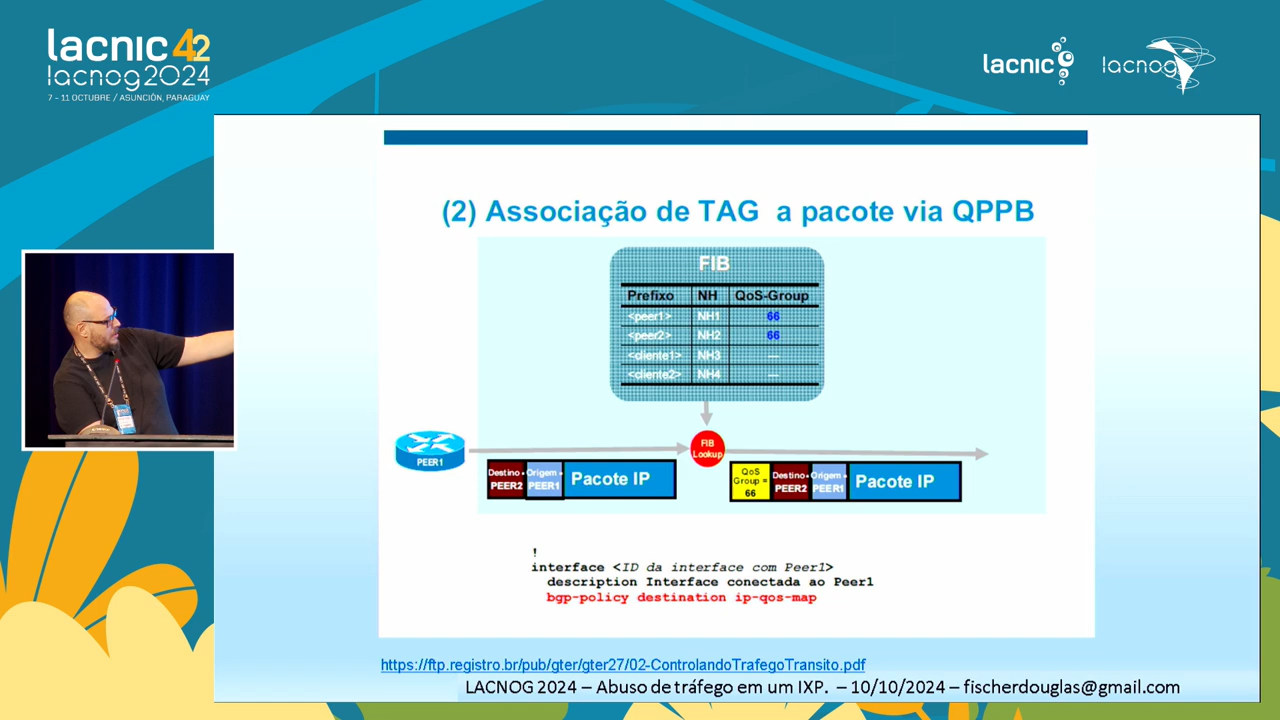 lacnic 42
lacnog2024
7 - 11 OCTUBRE / ASUNCIÓN, PARAGUAY
lacnic
lacnog
(2) Associação de TAG a pacote via QPPB
FIB
Prefixo NH QoS-Group
<peer1> NH1 66
<peer2> NH2 66
<cliente1> NH3 —
<cliente2> NH4 —
FIB
Lookup
PEER1
Destino Origem
PEER2 PEER1 Pacote IP
QoS
Group =
66
Destino Origem
PEER2 PEER1 Pacote IP
!
interface <ID da interface com Peer1>
description Interface conectada ao Peer1
bgp-policy destination ip-qos-map
https://ftp.registro.br/pub/gter/gter27/02-ControlandoTrafegoTransito.pdf
LACNOG 2024 – Abuso de tráfego em um IXP. – 10/10/2024 – fischerdouglas@gmail.com